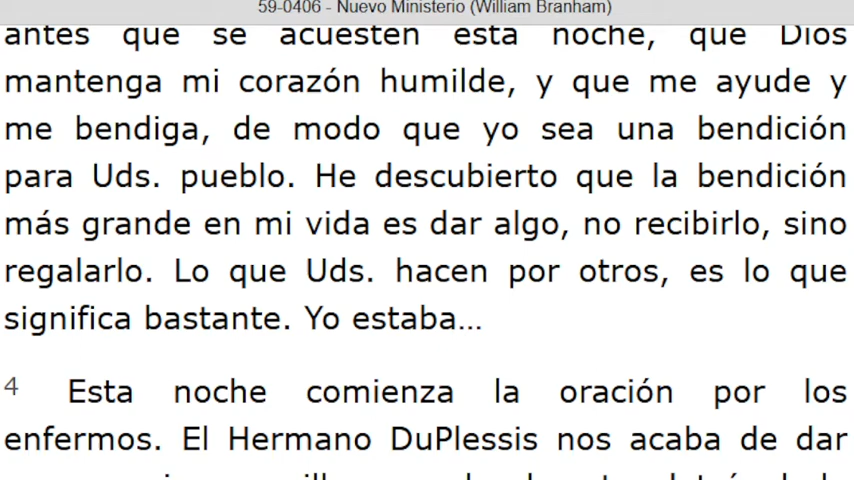 59-0406 - Nuevo Ministerio (William Branham)
antes que se acuesten esta noche, que Dios
mantenga mi corazón humilde, y que me ayude y
me bendiga, de modo que yo sea una bendición
para Uds. pueblo. He descubierto que la bendición
más grande en mi vida es dar algo, no recibirlo, sino
regalarlo. Lo que Uds. hacen por otros, es lo que
significa bastante. Yo estaba...
4 Esta noche comienza la oración por los
enfermos. El Hermano DuPlessis nos acaba de dar